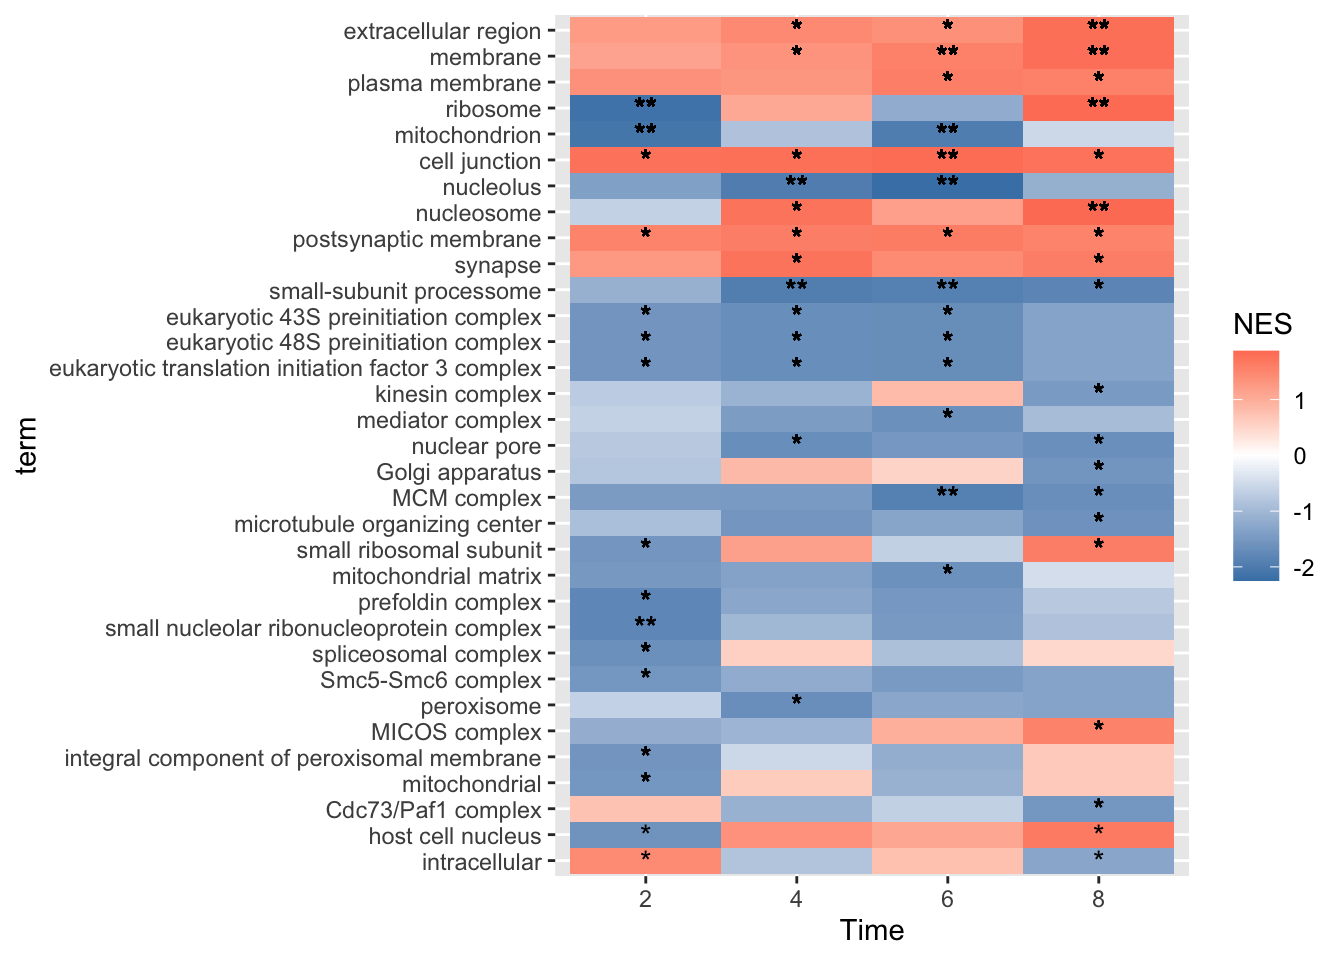 extracellular region * * **
membrane * ** **
plasma membrane * *
ribosome ** **
mitochondrion ** **
cell junction * * ** *
nucleolus ** **
nucleosome * **
postsynaptic membrane * * * *
synapse * *
small-subunit processome ** ** *
eukaryotic 43S preinitiation complex * * *
eukaryotic 48S preinitiation complex * * *
eukaryotic translation initiation factor 3 complex * * *
kinesin complex *
mediator complex *
nuclear pore * *
Golgi apparatus *
MCM complex ** *
microtubule organizing center *
small ribosomal subunit * *
mitochondrial matrix *
prefoldin complex *
small nucleolar ribonucleoprotein complex **
spliceosomal complex *
Smc5-Smc6 complex *
peroxisome *
MICOS complex *
integral component of peroxisomal membrane *
mitochondrial *
Cdc73/Paf1 complex *
host cell nucleus * *
intracellular * *
2 4 6 8
Time
term
NES
1
0
-1
-2